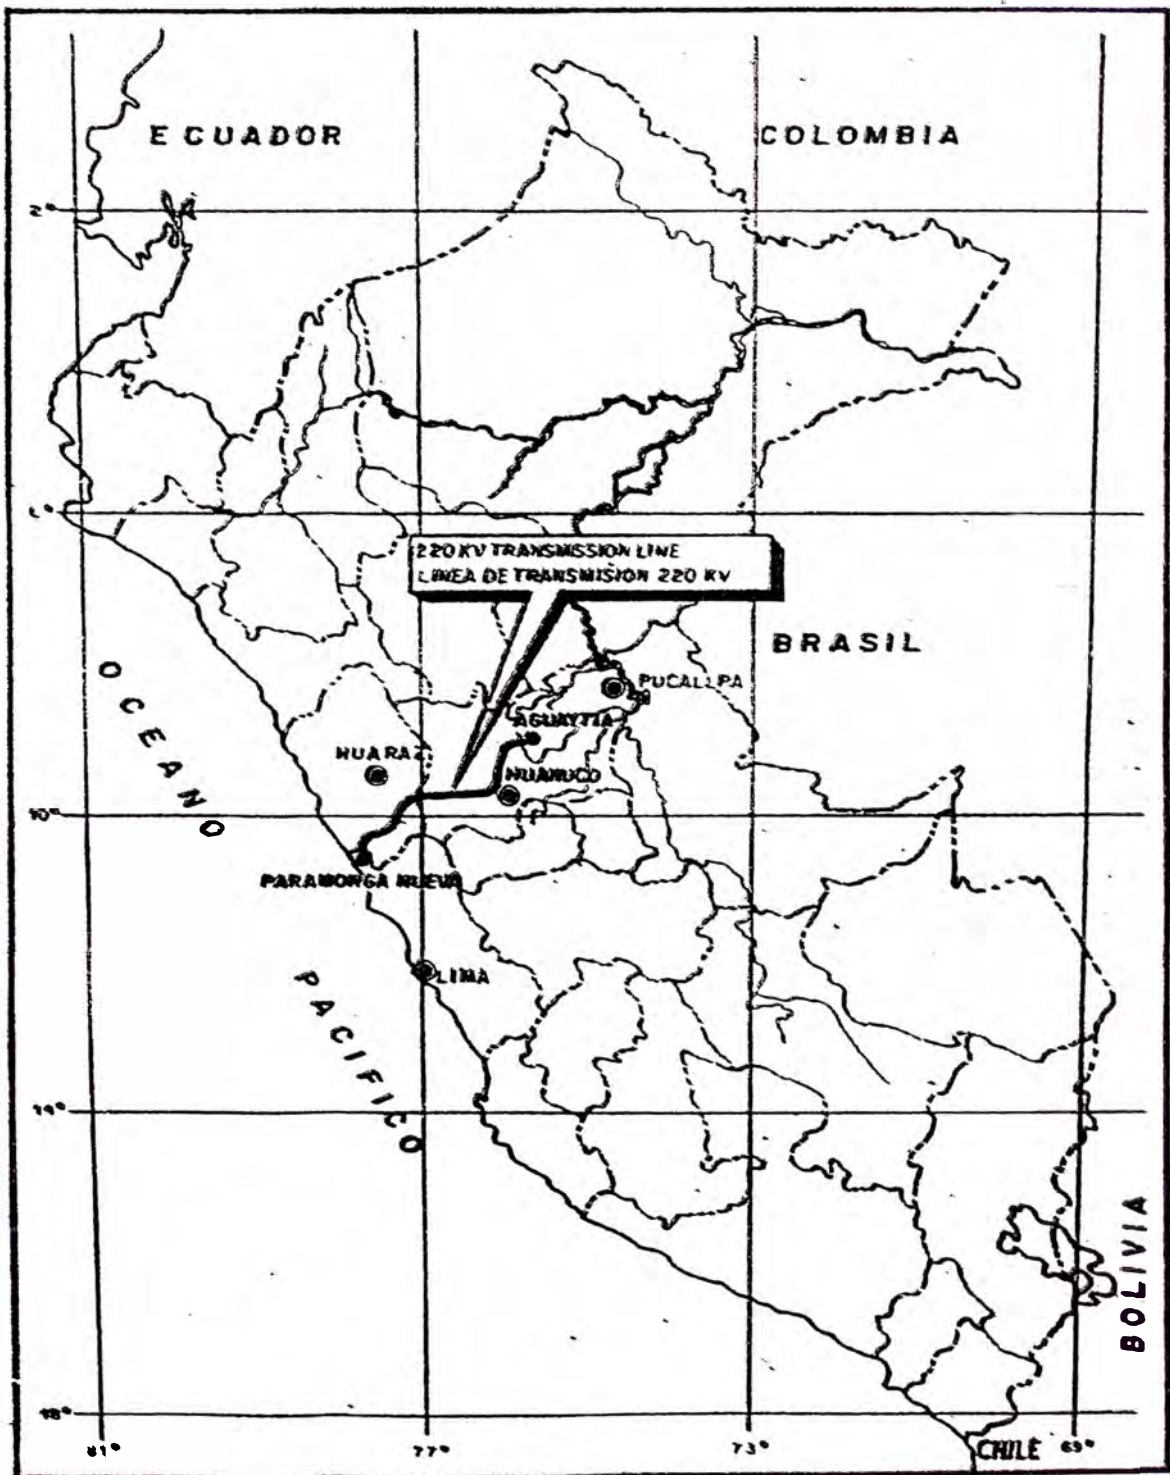 ECUADOR
COLOMBIA
2°
220 KV TRANSMISSION LINE
LINEA DE TRANSMISION 220 KV
BRASIL
OCEANO
PUCALLPA
AGUAYTIA
HUARAZ
HUANUCO
10°
PARAMONGA NUEVA
LIMA
PACIFICO
14°
BOLIVIA
18°
81°
77°
73°
69°
CHILE